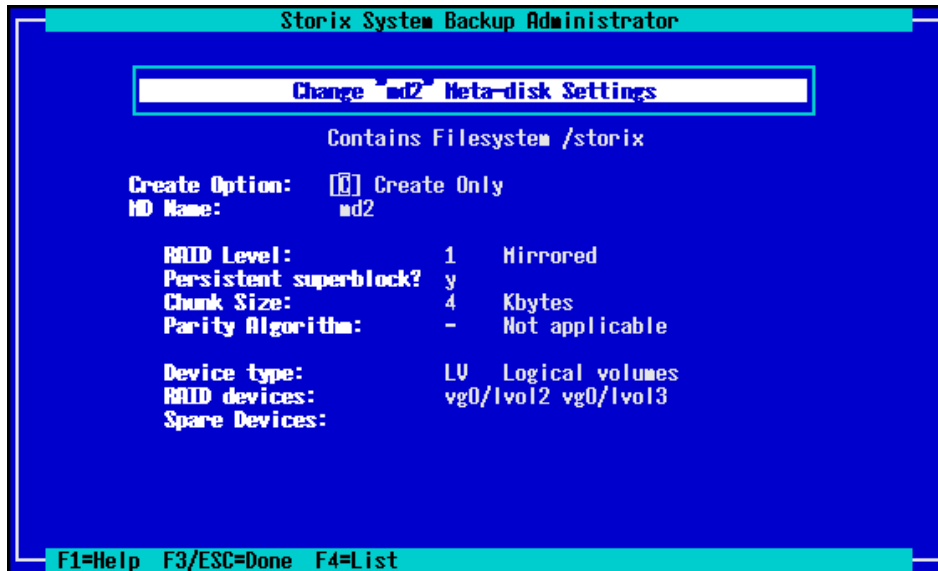 Storix System Backup Administrator
Change "md2" Meta-disk Settings
Contains Filesystem /storix
Create Option: [C] Create Only
MD Name: md2
RAID Level: 1 Mirrored
Persistent superblock? y
Chunk Size: 4 Kbytes
Parity Algorithm: - Not applicable
Device type: LV Logical volumes
RAID devices: vg0/lvol2 vg0/lvol3
Spare Devices:
F1=Help F3/ESC=Done F4=List